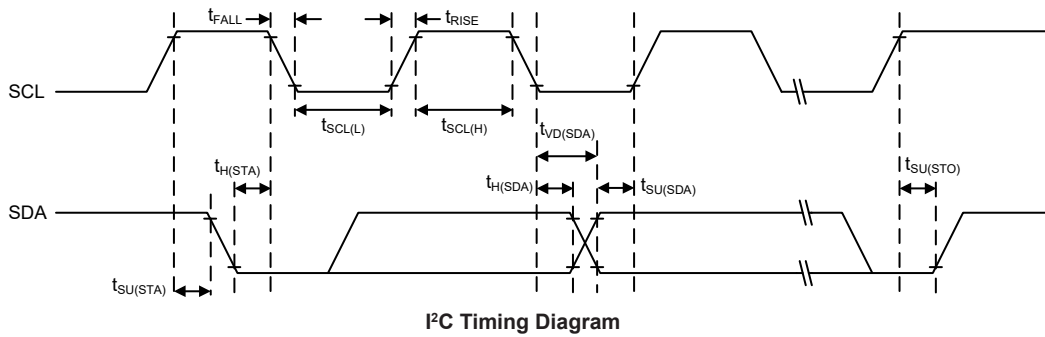 tFALL
tRISE
SCL
tSCL(L)
tSCL(H)
tVD(SDA)
tH(STA)
tH(SDA)
tSU(SDA)
tSU(STO)
SDA
tSU(STA)
I²C Timing Diagram